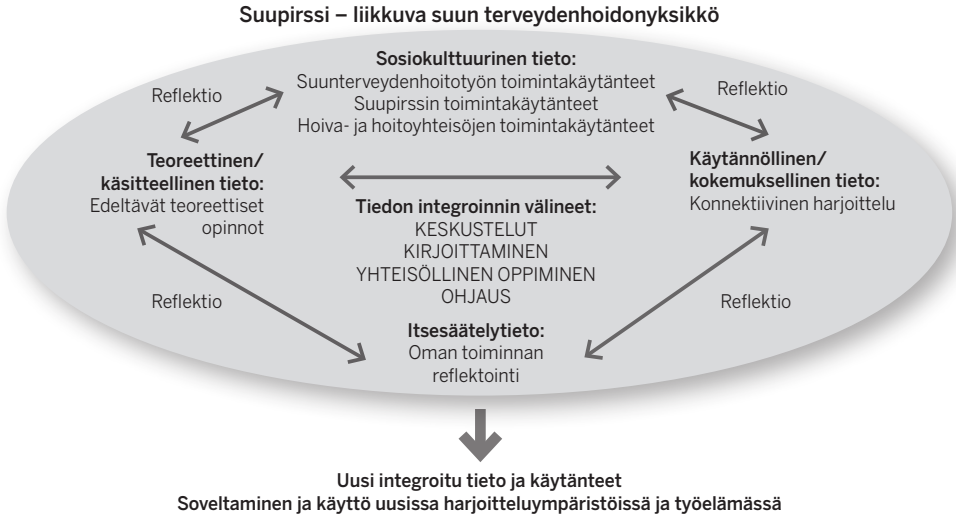 Suupirssi – liikkuva suun terveydenhoidonyksikkö
Sosiokulttuurinen tieto:
Suunterveydenhoitotyön toimintakäytänteet
Suupirssin toimintakäytänteet
Hoiva- ja hoitoyhteisöjen toimintakäytänteet
Reflektio
Reflektio
Teoreettinen/
käsitteellinen tieto:
Edeltävät teoreettiset
opinnot
Käytännöllinen/
kokemuksellinen tieto:
Konnektiivinen harjoittelu
Tiedon integroinnin välineet:
KESKUSTELUT
KIRJOITTAMINEN
YHTEISÖLLINEN OPPIMINEN
OHJAUS
Reflektio
Reflektio
Itsesäätelytieto:
Oman toiminnan
reflektointi
Uusi integroitu tieto ja käytänteet
Soveltaminen ja käyttö uusissa harjoitteluympäristöissä ja työelämässä